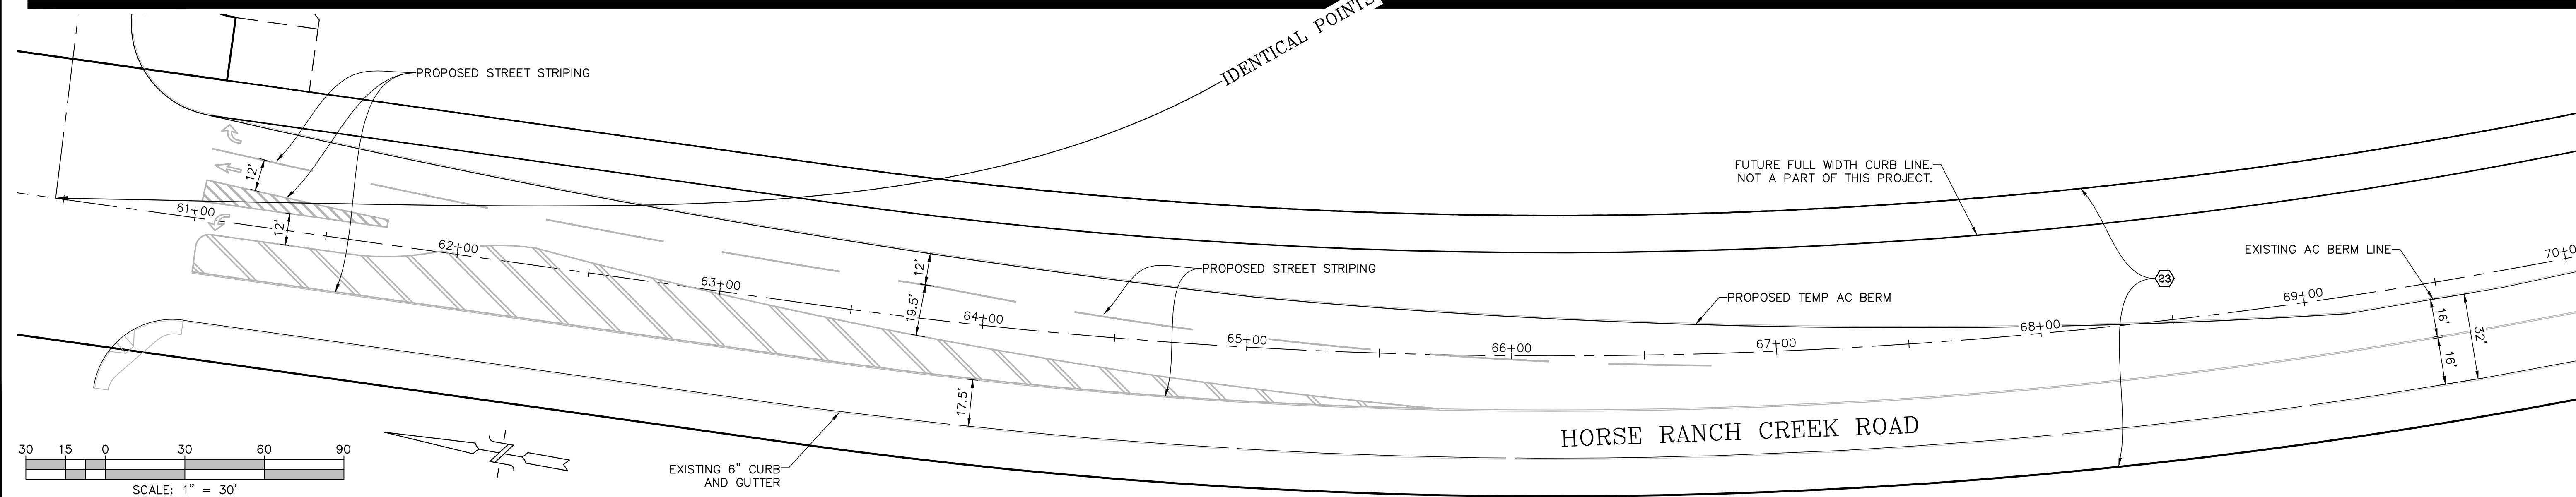 IDENTICAL POINTS
PROPOSED STREET STRIPING
12'
61+00
12'
62+00
63+00
12'
19.5'
64+00
PROPOSED STREET STRIPING
65+00
66+00
67+00
68+00
69+00
FUTURE FULL WIDTH CURB LINE.
NOT A PART OF THIS PROJECT.
23
EXISTING AC BERM LINE
PROPOSED TEMP AC BERM
16'
16'
32'
17.5'
HORSE RANCH CREEK ROAD
EXISTING 6" CURB
AND GUTTER
30 15 0 30 60 90
SCALE: 1" = 30'